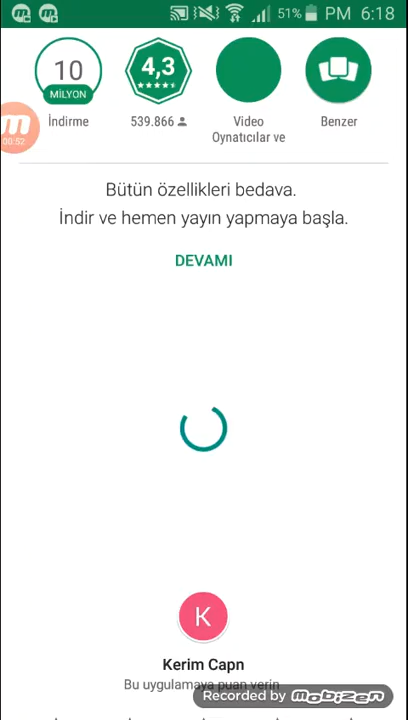 51% PM 6:18
10
MİLYON
İndirme
4,3
539.866
Video
Oynatıcılar ve
Benzer
00:52
Bütün özellikleri bedava.
İndir ve hemen yayın yapmaya başla.
DEVAMI
K
Kerim Capn
Bu uygulamaya puan verin
Recorded by mobizen